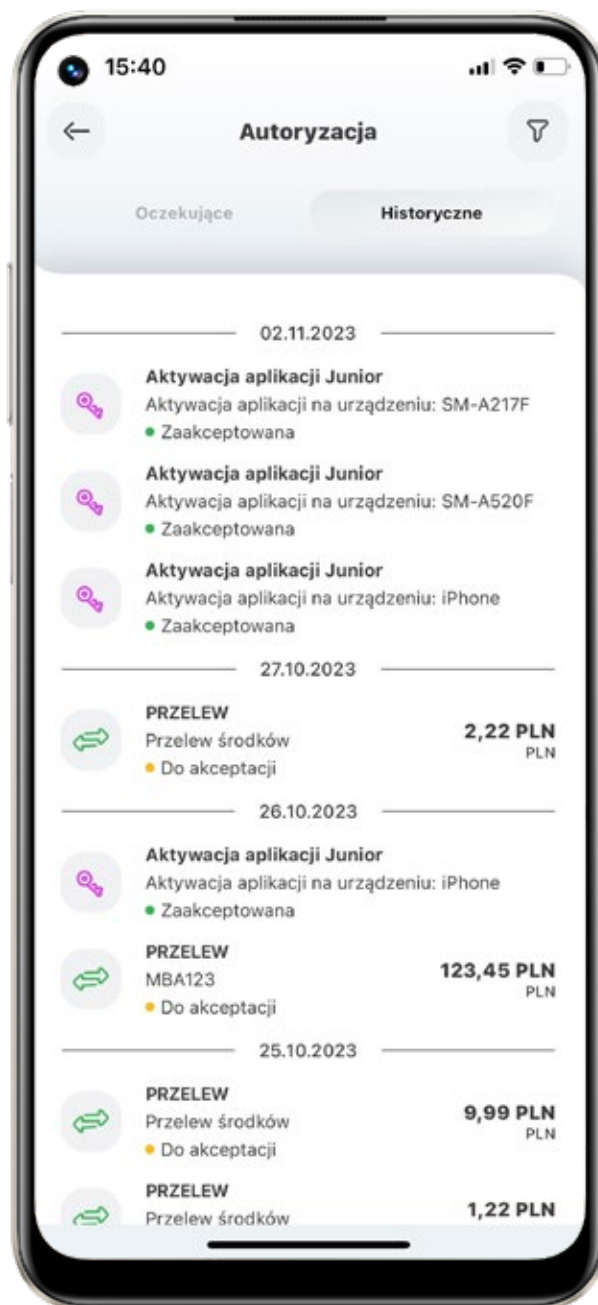 15:40
Autoryzacja
Oczekujące
Historyczne
02.11.2023
Aktywacja aplikacji Junior
Aktywacja aplikacji na urządzeniu: SM-A217F
Zaakceptowana
Aktywacja aplikacji Junior
Aktywacja aplikacji na urządzeniu: SM-A520F
Zaakceptowana
Aktywacja aplikacji Junior
Aktywacja aplikacji na urządzeniu: iPhone
Zaakceptowana
27.10.2023
PRZELEW
Przelew środków
Do akceptacji
2,22 PLN
PLN
26.10.2023
Aktywacja aplikacji Junior
Aktywacja aplikacji na urządzeniu: iPhone
Zaakceptowana
PRZELEW
MBA123
Do akceptacji
123,45 PLN
PLN
25.10.2023
PRZELEW
Przelew środków
Do akceptacji
9,99 PLN
PLN
PRZELEW
Przelew środków
1,22 PLN